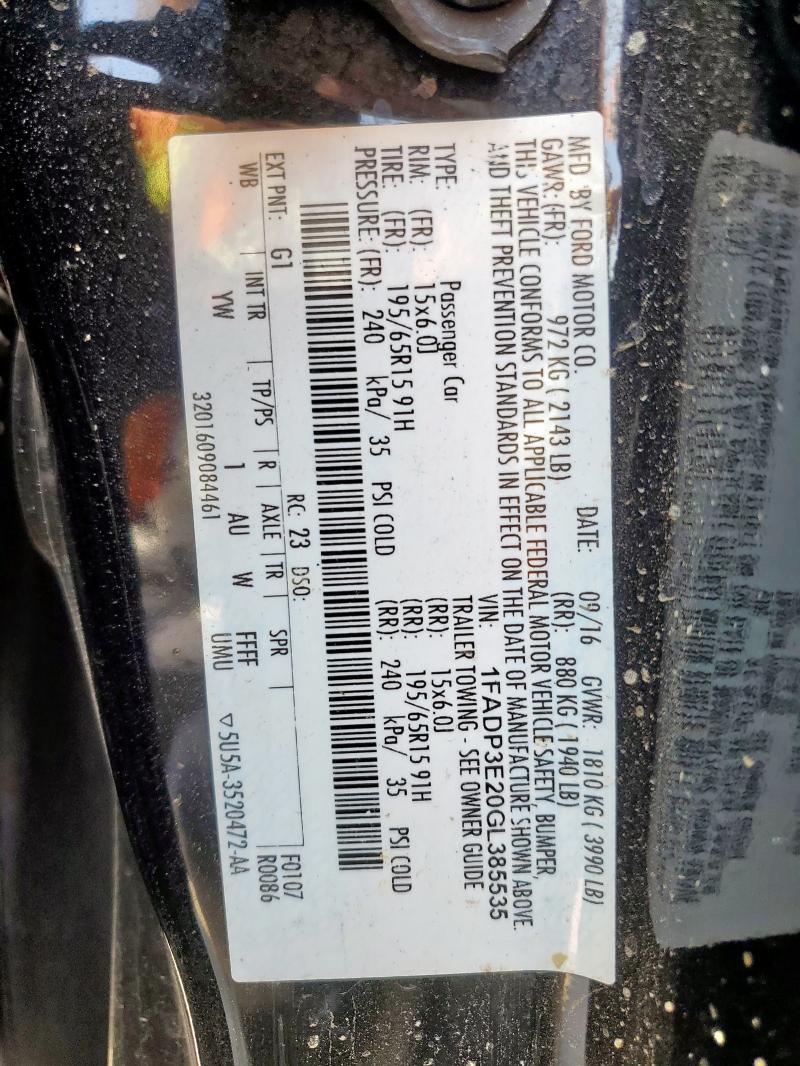 MFD. BY FORD MOTOR CO. DATE: 09/16 GVWR: 1810 KG ( 3990 LB)
GAWR: (FR): 972 KG ( 2143 LB) (RR): 880 KG ( 1940 LB)
THIS VEHICLE CONFORMS TO ALL APPLICABLE FEDERAL MOTOR VEHICLE SAFETY, BUMPER,
AND THEFT PREVENTION STANDARDS IN EFFECT ON THE DATE OF MANUFACTURE SHOWN ABOVE.
VIN: 1FADP3E20GL385535
TYPE: Passenger Car TRAILER TOWING - SEE OWNER GUIDE
RIM: (FR): 15x6.0J (RR): 15x6.0J
TIRE: (FR): 195/65R15 91H (RR): 195/65R15 91H
PRESSURE: (FR): 240 kPa/ 35 PSI COLD (RR): 240 kPa/ 35 PSI COLD
RC: 23 DSO: F0107
EXT PNT: G1 R0086
WB INT TR TP/PS R AXLE TR SPR
YW 1 AU W FFFF
UMU
3201609084461 ▽5U5A-3520472-AA